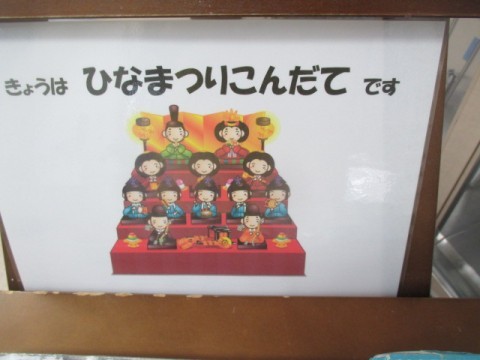 きょうは ひなまつりこんだて です